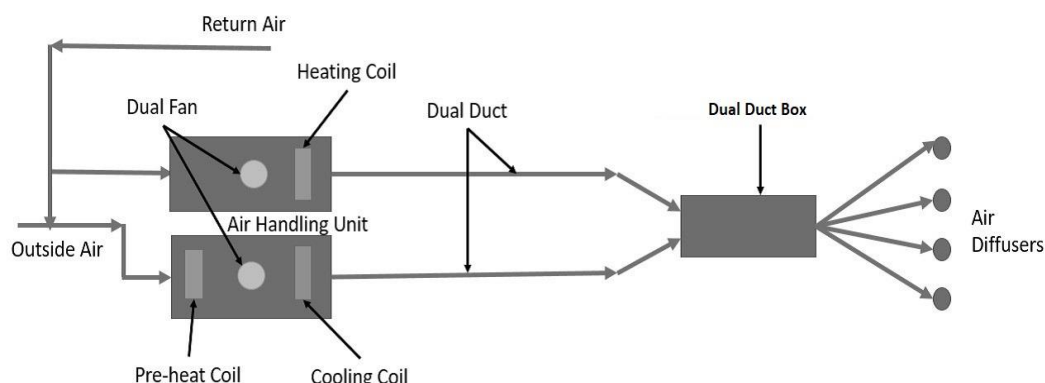 Return Air
Heating Coil
Dual Fan
Dual Duct
Dual Duct Box
Air Handling Unit
Outside Air
Air
Diffusers
Pre-heat Coil
Cooling Coil